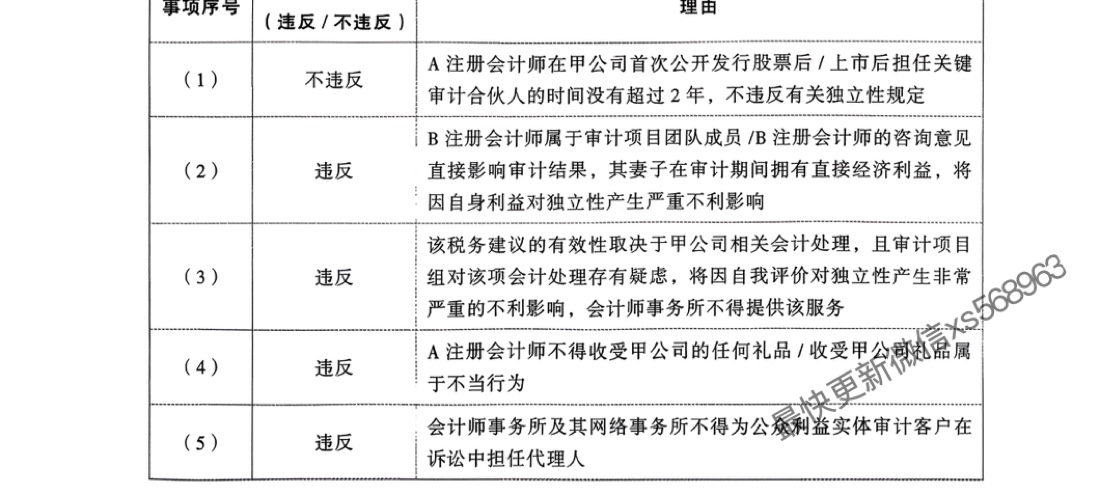 事项序号
（违反/不违反）
理由
（1）
不违反
A 注册会计师在甲公司首次公开发行股票后/上市后担任关键
审计合伙人的时间没有超过2年，不违反有关独立性规定
（2）
违反
B 注册会计师属于审计项目团队成员/B 注册会计师的咨询意见
直接影响审计结果，其妻子在审计期间拥有直接经济利益，将
因自身利益对独立性产生严重不利影响
（3）
违反
该税务建议的有效性取决于甲公司相关会计处理，且审计项目
组对该项会计处理存有疑虑，将因自我评价对独立性产生非常
严重的不利影响，会计师事务所不得提供该服务
（4）
违反
A 注册会计师不得收受甲公司的任何礼品/收受甲公司礼品属
于不当行为
（5）
违反
会计师事务所及其网络事务所不得为公众利益实体审计客户在
诉讼中担任代理人
最快更新微信xs568963